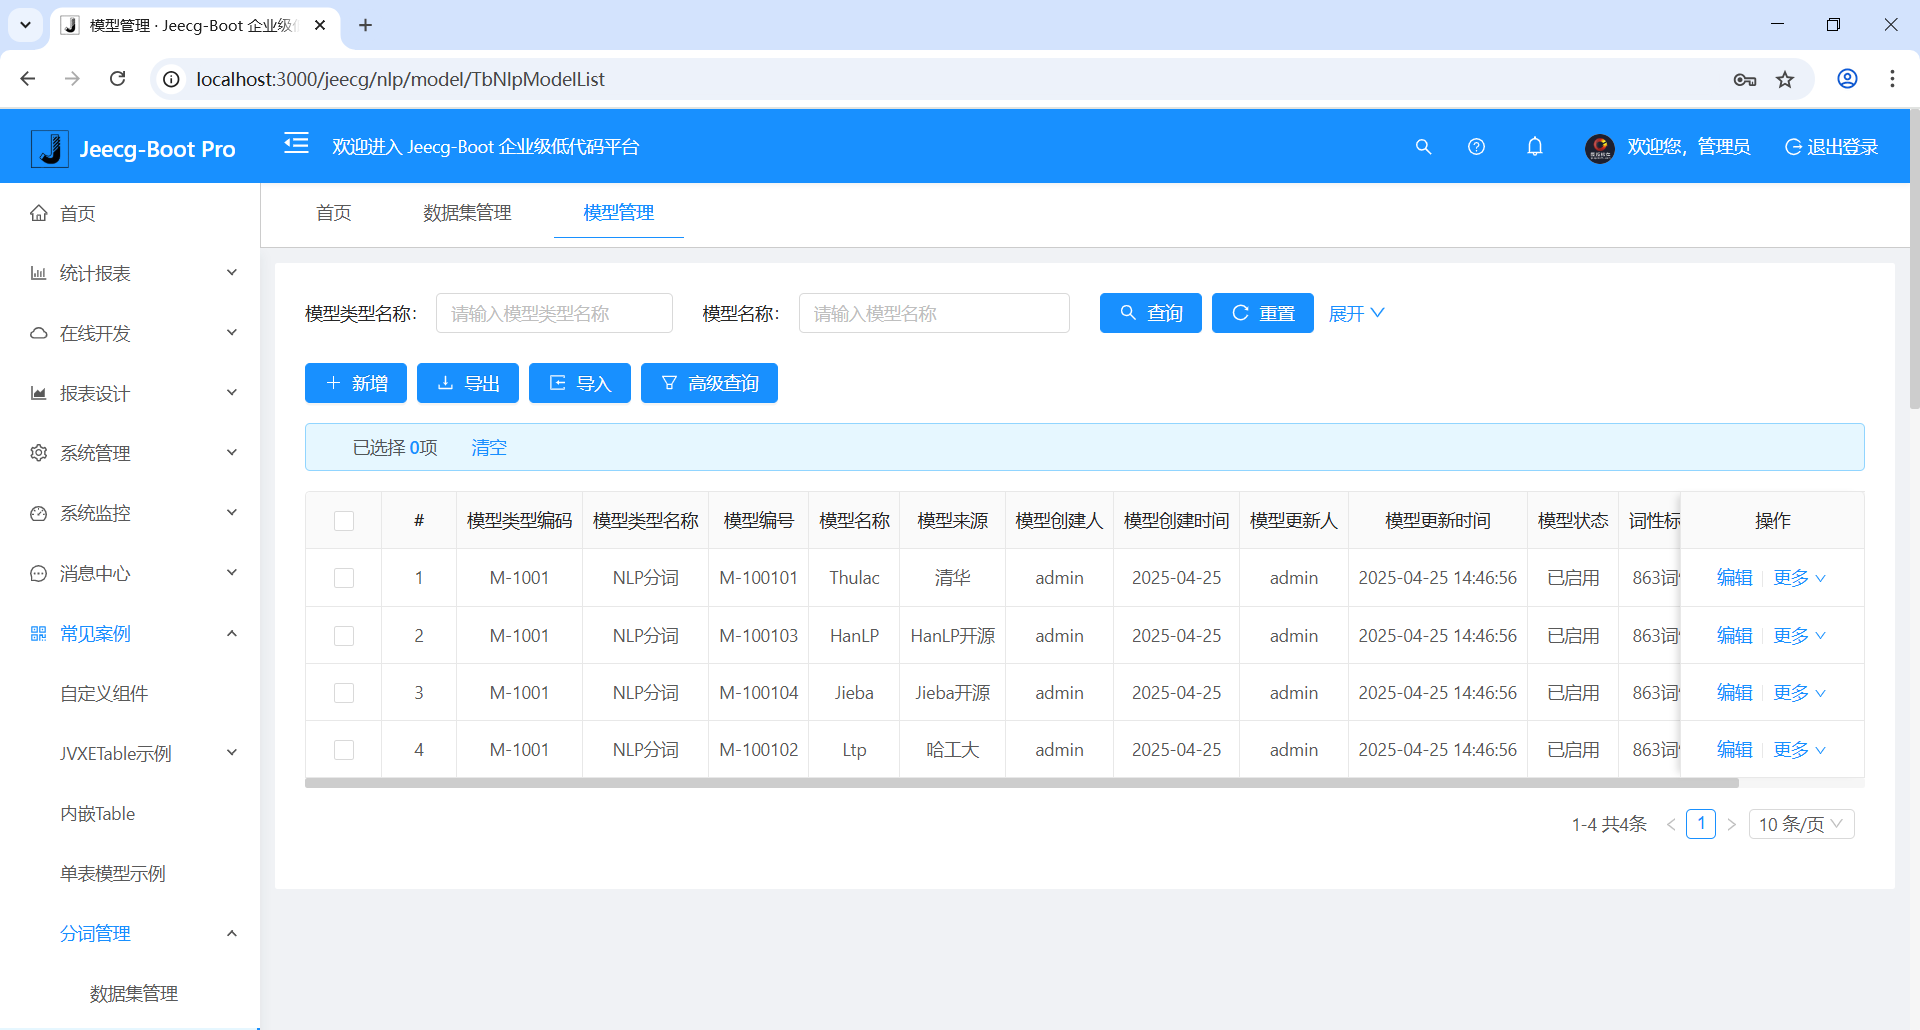 模型管理 · Jeecg-Boot 企业级
localhost:3000/jeecg/nlp/model/TbNlpModelList
Jeecg-Boot Pro
欢迎进入 Jeecg-Boot 企业级低代码平台
欢迎您，管理员
退出登录
首页
统计报表
在线开发
报表设计
系统管理
系统监控
消息中心
常见案例
自定义组件
JVXETable示例
内嵌Table
单表模型示例
分词管理
数据集管理
首页 数据集管理 模型管理
模型类型名称: 请输入模型类型名称 模型名称: 请输入模型名称 查询 重置 展开
新增 导出 导入 高级查询
已选择 0项 清空
# 模型类型编码 模型类型名称 模型编号 模型名称 模型来源 模型创建人 模型创建时间 模型更新人 模型更新时间 模型状态 词性标 操作
1 M-1001 NLP分词 M-100101 Thulac 清华 admin 2025-04-25 admin 2025-04-25 14:46:56 已启用 863词 编辑 更多
2 M-1001 NLP分词 M-100103 HanLP HanLP开源 admin 2025-04-25 admin 2025-04-25 14:46:56 已启用 863词 编辑 更多
3 M-1001 NLP分词 M-100104 Jieba Jieba开源 admin 2025-04-25 admin 2025-04-25 14:46:56 已启用 863词 编辑 更多
4 M-1001 NLP分词 M-100102 Ltp 哈工大 admin 2025-04-25 admin 2025-04-25 14:46:56 已启用 863词 编辑 更多
1-4 共4条 1 10 条/页